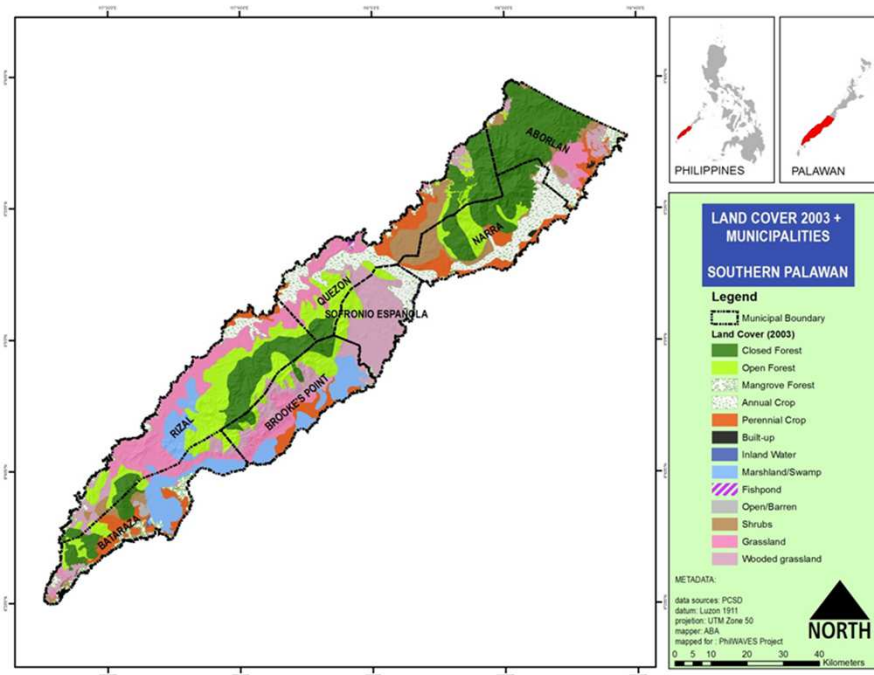 ABORLAN
NARRA
QUEZON
SOFRONIO ESPAÑOLA
BROOKE'S POINT
RIZAL
BATARAZA
PHILIPPINES
PALAWAN
LAND COVER 2003 +
MUNICIPALITIES
SOUTHERN PALAWAN
Legend
Municipal Boundary
Land Cover (2003)
Closed Forest
Open Forest
Mangrove Forest
Annual Crop
Perennial Crop
Built-up
Inland Water
Marshland/Swamp
Fishpond
Open/Barren
Shrubs
Grassland
Wooded grassland
METADATA:
data sources: PCSD
datum: Luzon 1911
projetion: UTM Zone 50
mapper: ABA
mapped for : PhilWAVES Project
NORTH
0 5 10 20 30 40
Kilometers